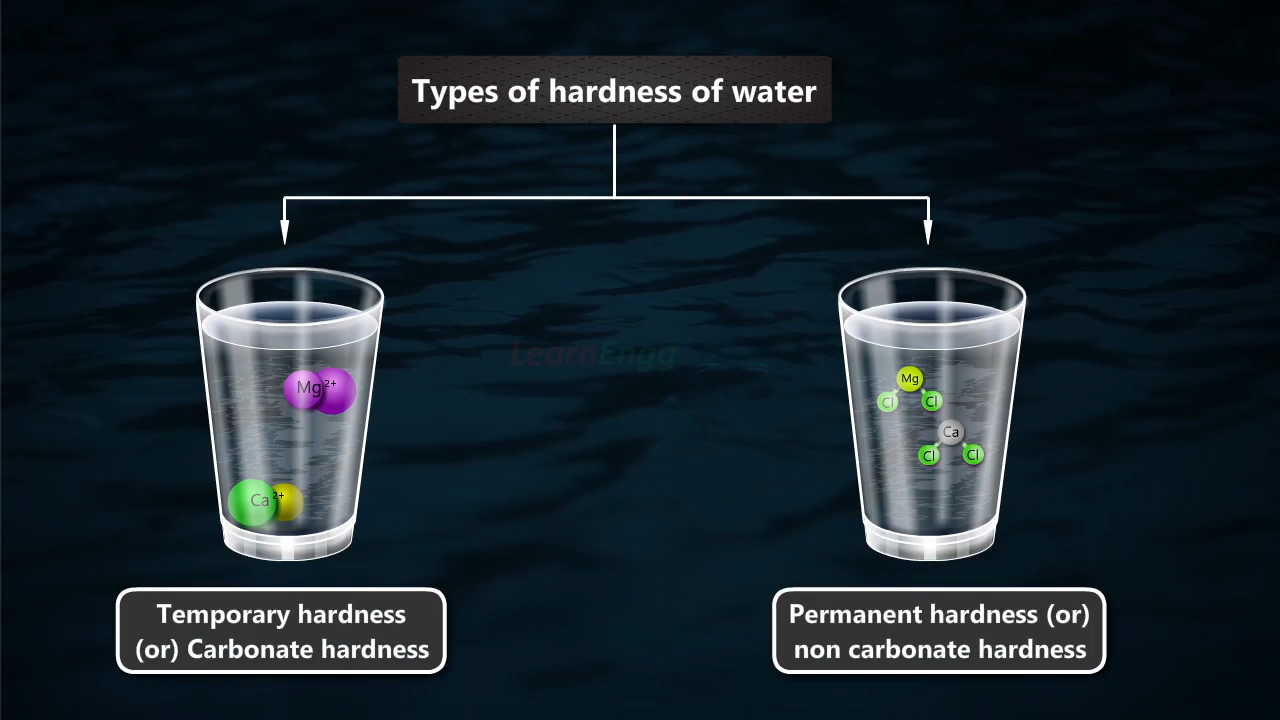 Types of hardness of water
LearnEngg
Mg²⁺
Mg
Cl Cl
Ca
Cl Cl
Ca²⁺
Temporary hardness
(or) Carbonate hardness
Permanent hardness (or)
non carbonate hardness